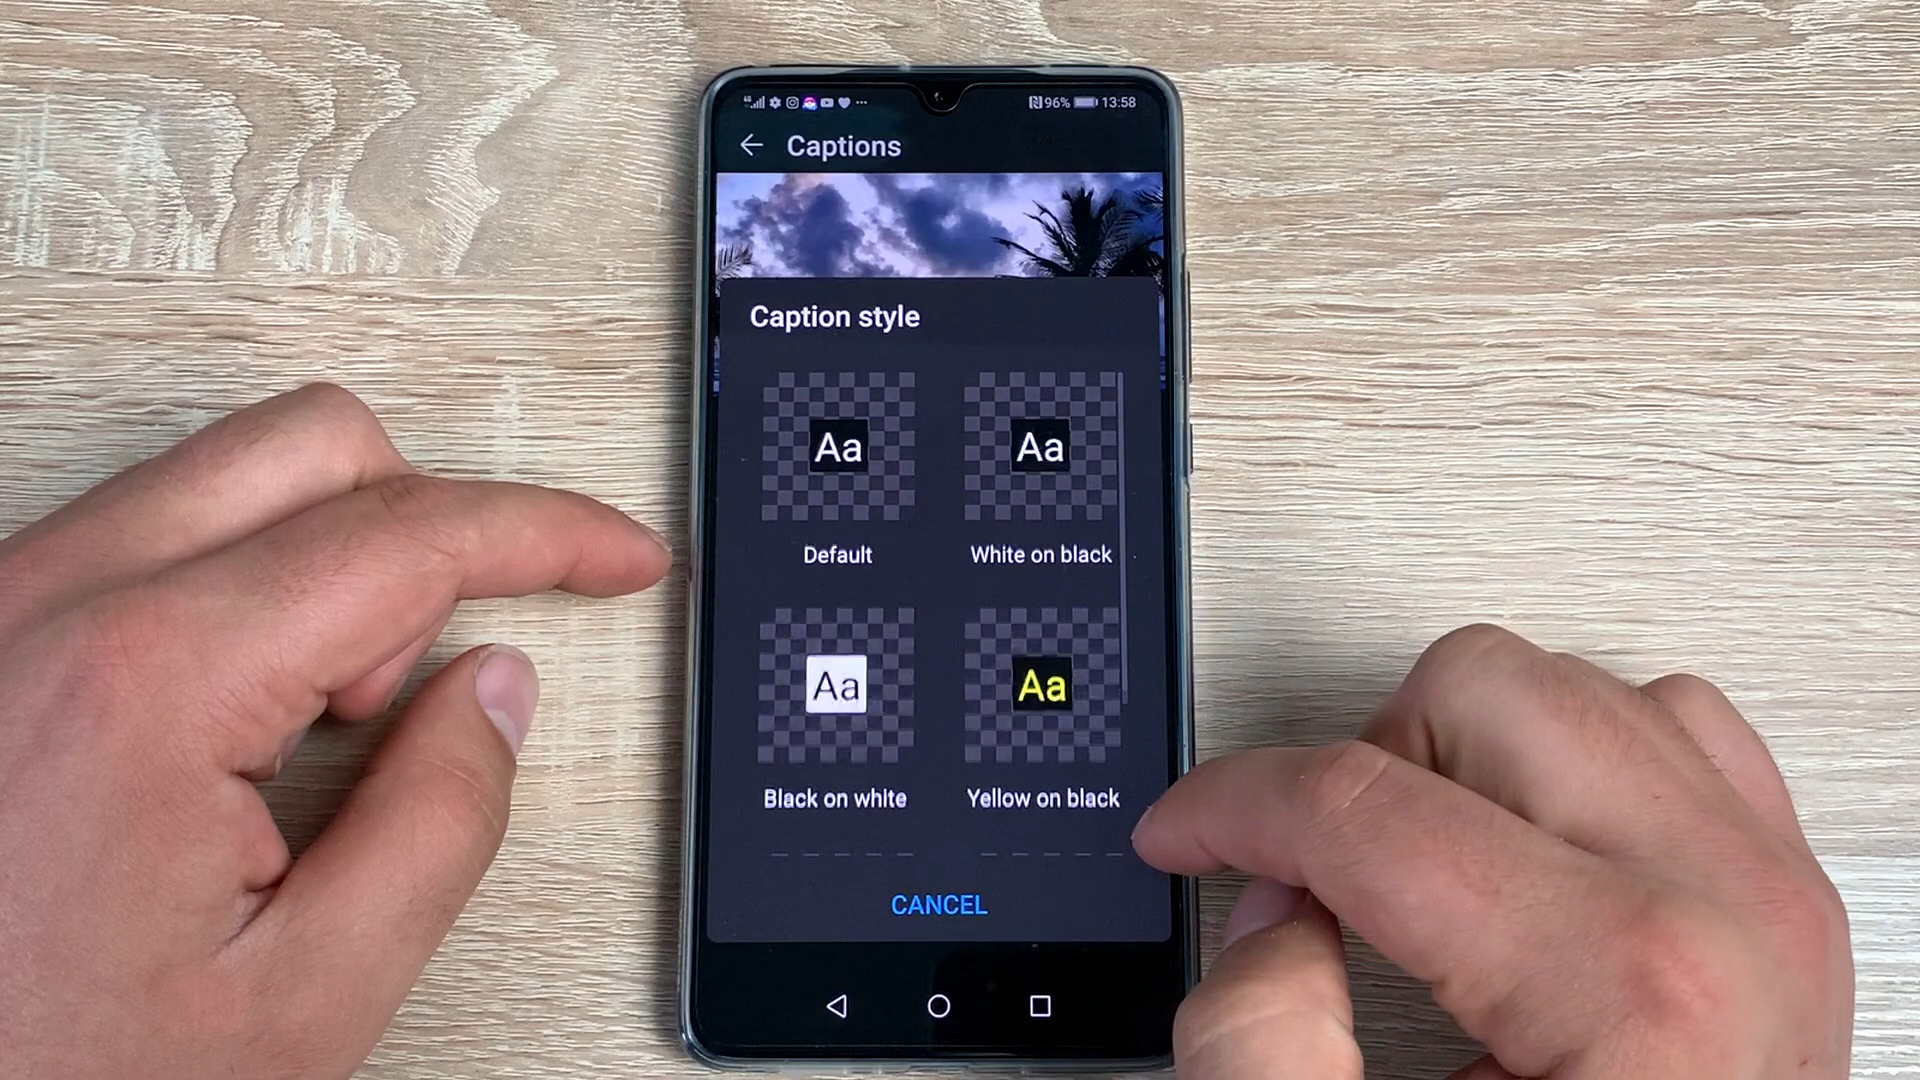 96% 13:58
Captions
Caption style
Aa Aa
Default White on black
Aa Aa
Black on white Yellow on black
CANCEL